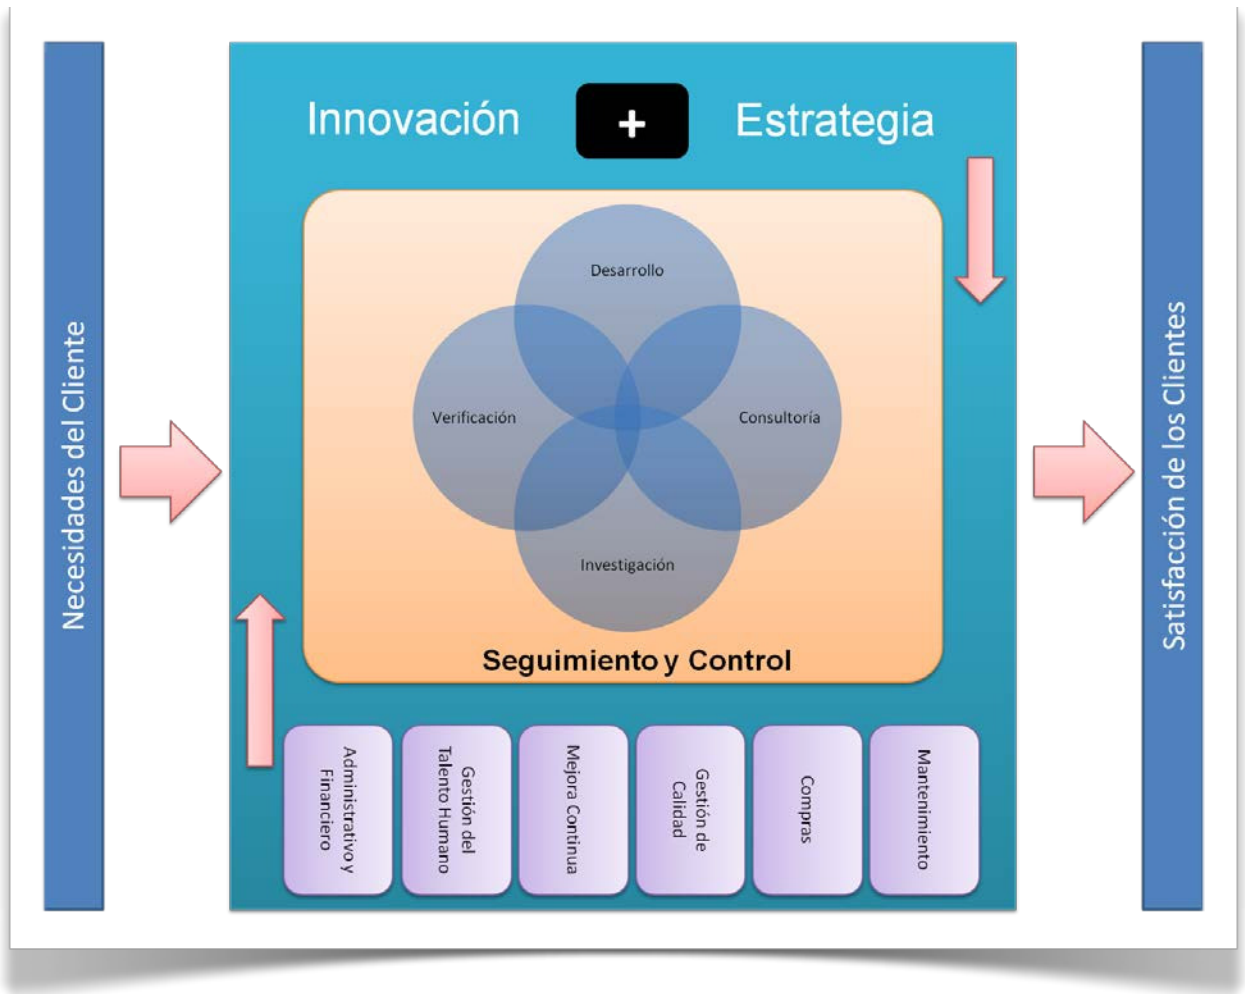 Necesidades del Cliente
Innovación
+
Estrategia
Desarrollo
Verificación
Consultoría
Investigación
Seguimiento y Control
Administrativo y
Financiero
Gestión del
Talento Humano
Mejora Continua
Gestión de
Calidad
Compras
Mantenimiento
Satisfacción de los Clientes